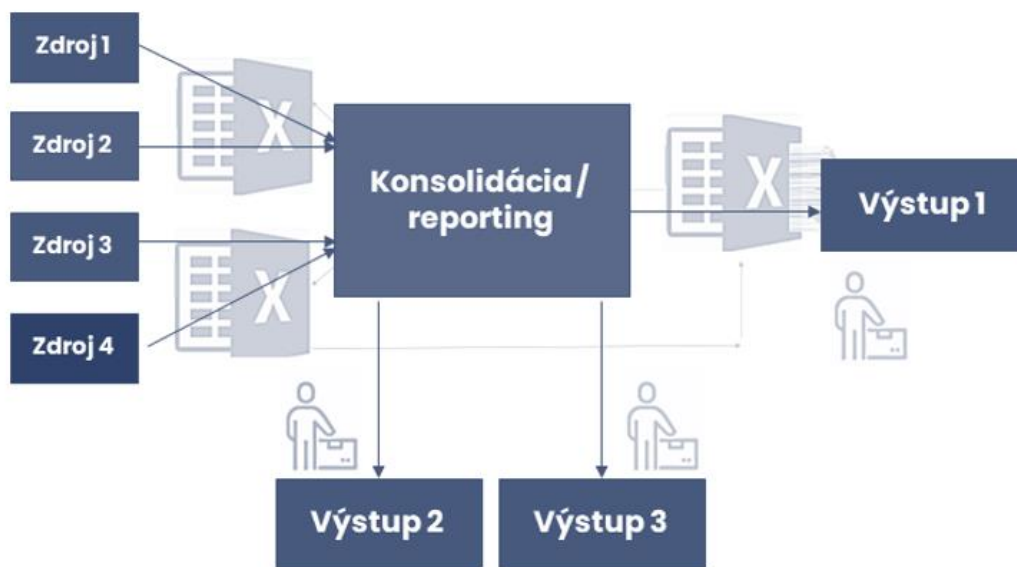 Zdroj 1
Zdroj 2
Zdroj 3
Zdroj 4
Konsolidácia/
reporting
X
X
X
Výstup 1
Výstup 2
Výstup 3